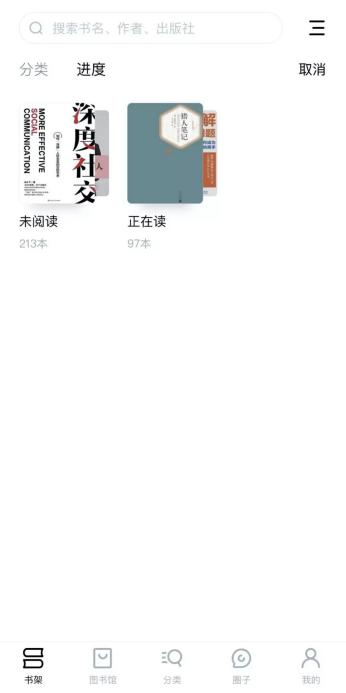 搜索书名、作者、出版社
分类 进度 取消
深度社交
MORE EFFECTIVE
SOCIAL
COMMUNICATION
人
猎人笔记
解
题
未阅读 正在读
213本 97本
书架 图书馆 分类 圈子 我的